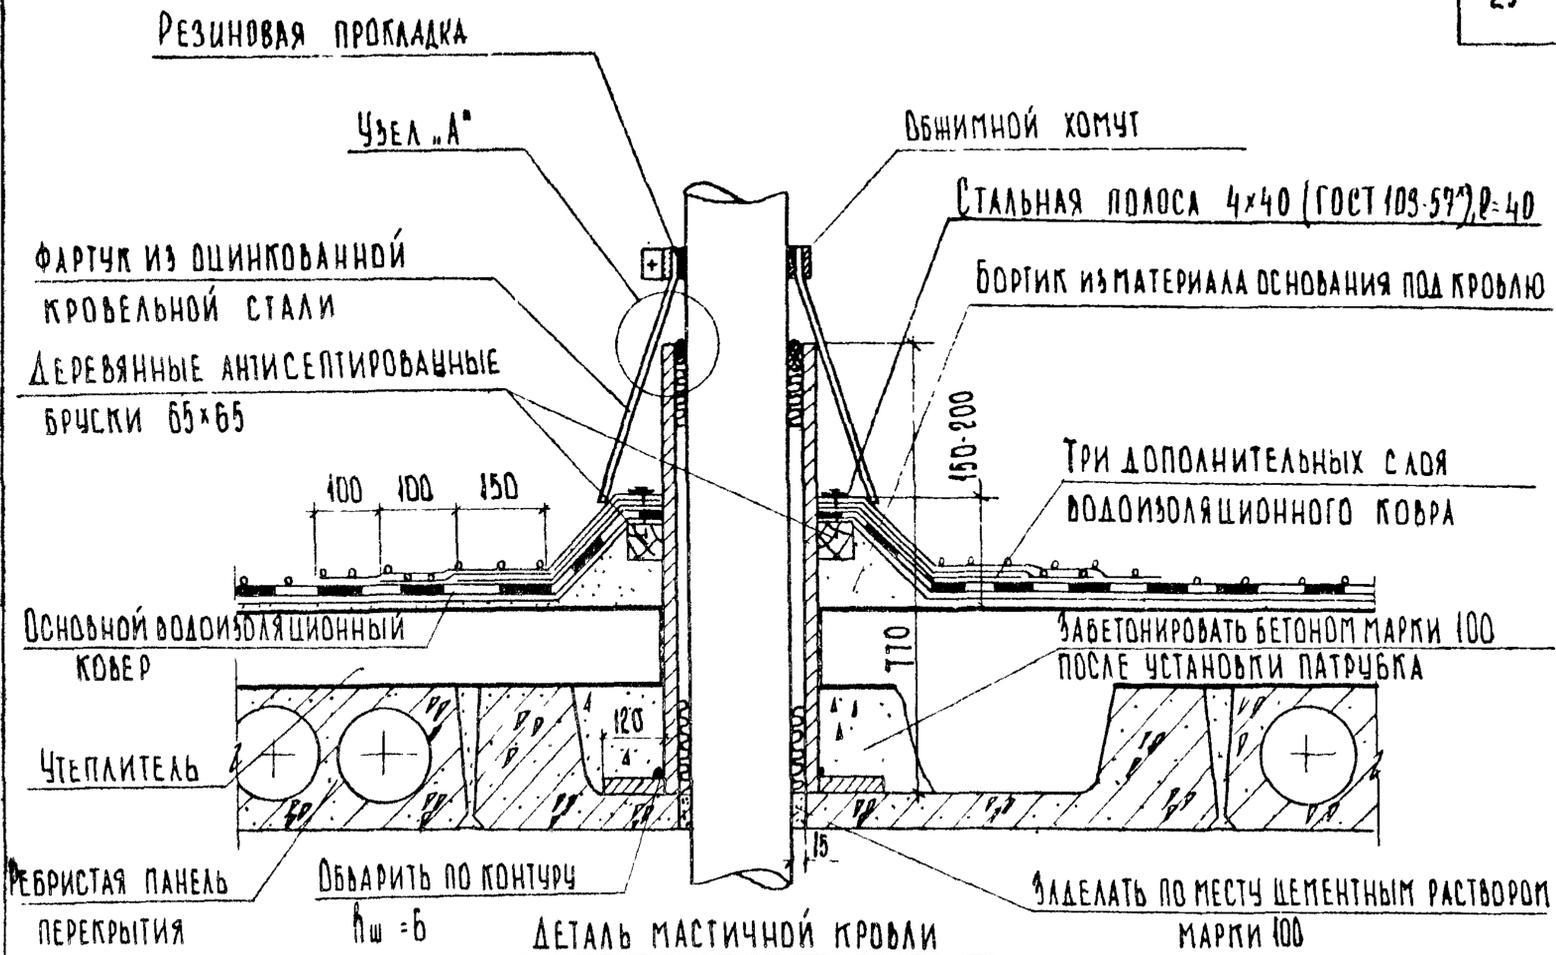 25
РЕЗИНОВАЯ ПРОКЛАДКА
УЗЕЛ „А"
ОБЖИМНОЙ ХОМУТ
СТАЛЬНАЯ ПОЛОСА 4×40 (ГОСТ 103-57*), ℓ=40
ФАРТУК ИЗ ОЦИНКОВАННОЙ
КРОВЕЛЬНОЙ СТАЛИ
БОРТИК ИЗ МАТЕРИАЛА ОСНОВАНИЯ ПОД КРОВЛЮ
ДЕРЕВЯННЫЕ АНТИСЕПТИРОВАННЫЕ
БРУСКИ 65×65
150-200
ТРИ ДОПОЛНИТЕЛЬНЫХ СЛОЯ
ВОДОИЗОЛЯЦИОННОГО КОВРА
100 100 150
ОСНОВНОЙ ВОДОИЗОЛЯЦИОННЫЙ
КОВЕР
770
ЗАБЕТОНИРОВАТЬ БЕТОНОМ МАРКИ 100
ПОСЛЕ УСТАНОВКИ ПАТРУБКА
120
УТЕПЛИТЕЛЬ
15
РЕБРИСТАЯ ПАНЕЛЬ
ПЕРЕКРЫТИЯ
ОБВАРИТЬ ПО КОНТУРУ
hш =6
ЗАДЕЛАТЬ ПО МЕСТУ ЦЕМЕНТНЫМ РАСТВОРОМ
МАРКИ 100
ДЕТАЛЬ МАСТИЧНОЙ КРОВЛИ